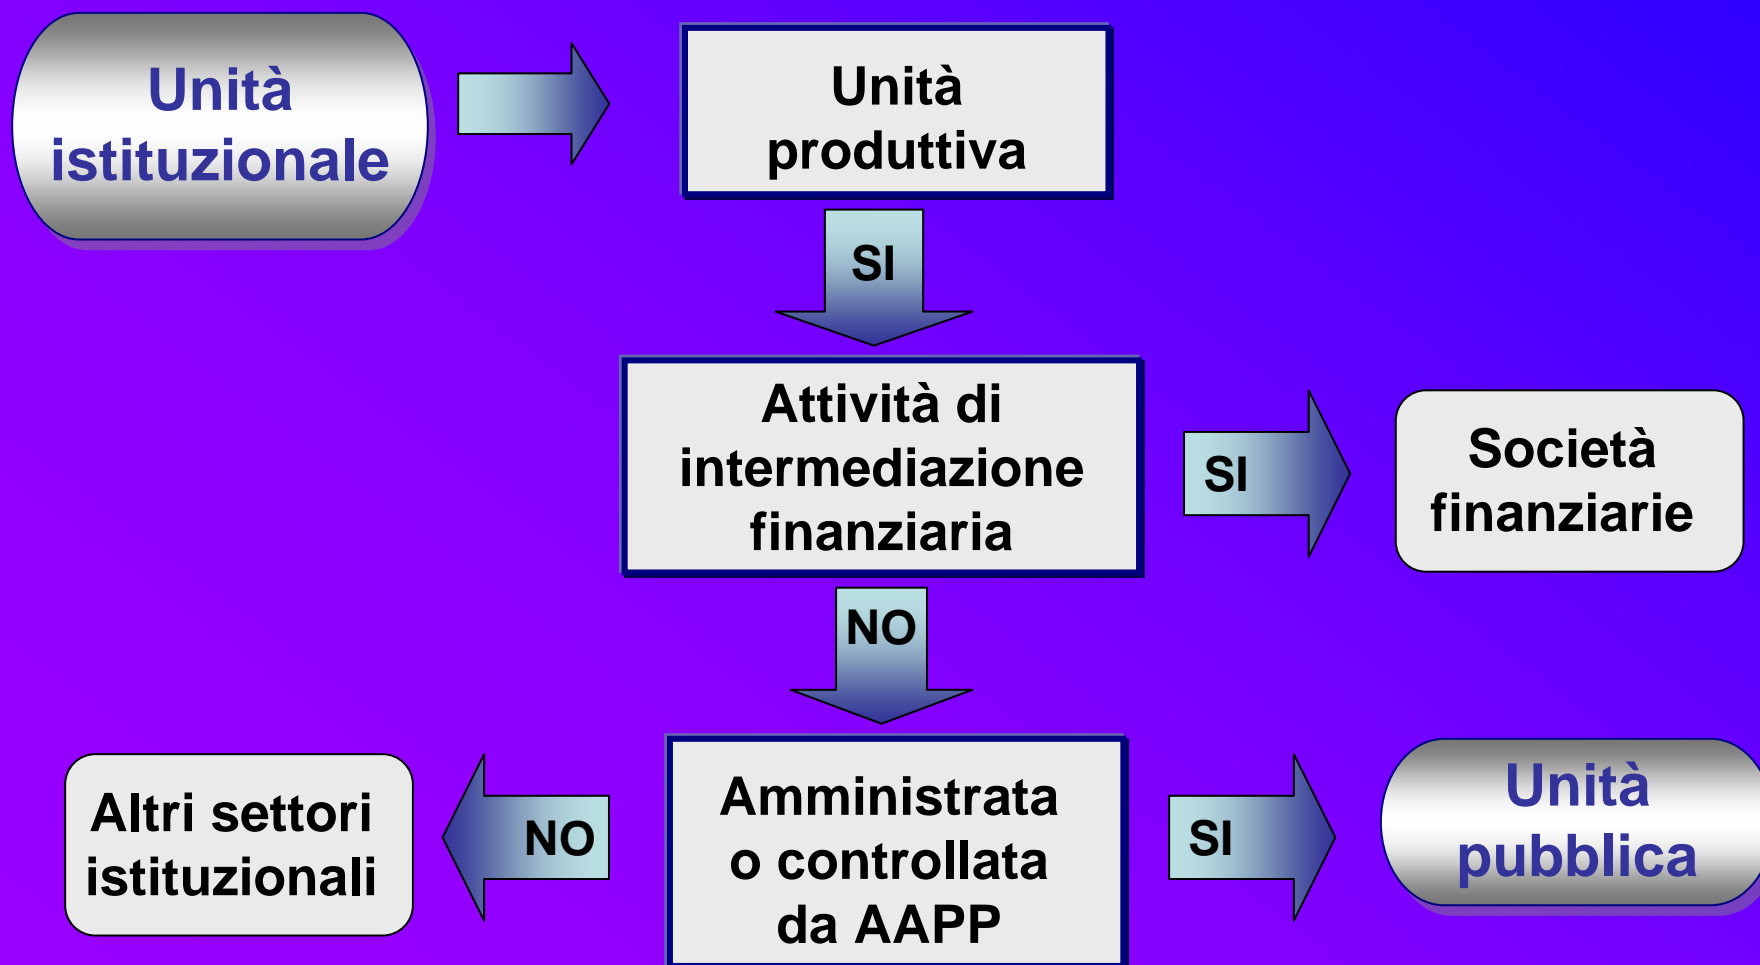 Unità
istituzionale
Unità
produttiva
SI
Attività di
intermediazione
finanziaria
SI
Società
finanziarie
NO
Altri settori
istituzionali
NO
Amministrata
o controllata
da AAPP
SI
Unità
pubblica